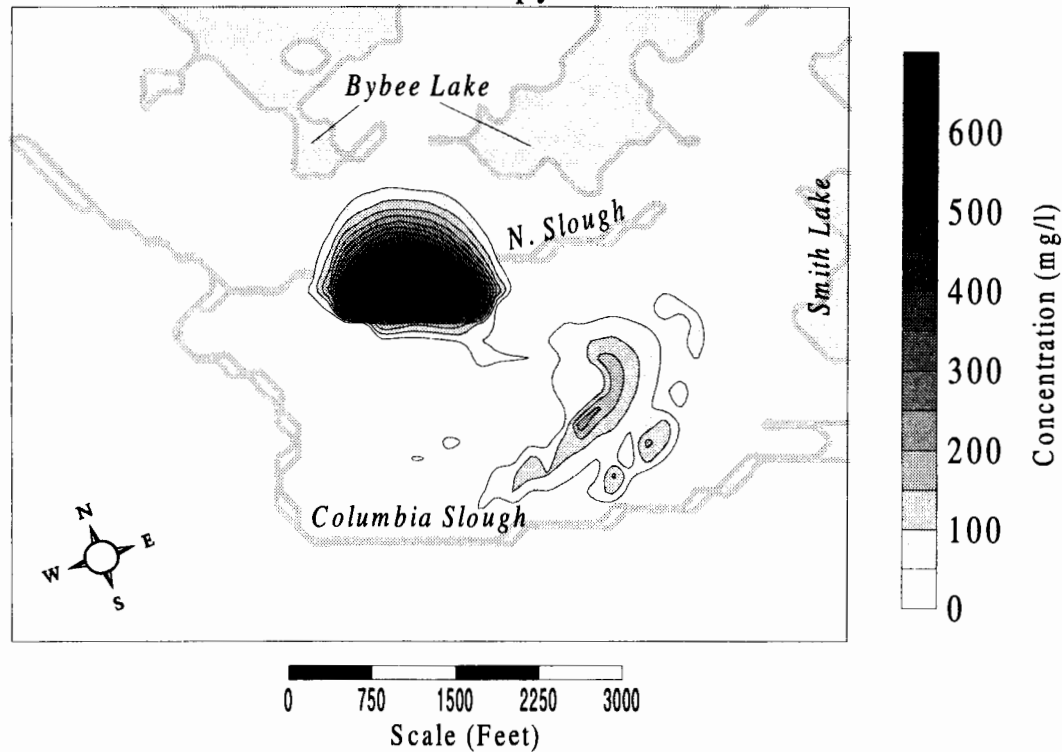 Bybee Lake
N. Slough
Smith Lake
Columbia Slough
N
E
W
S
600
500
400
300
200
100
0
Concentration (mg/l)
0 750 1500 2250 3000
Scale (Feet)